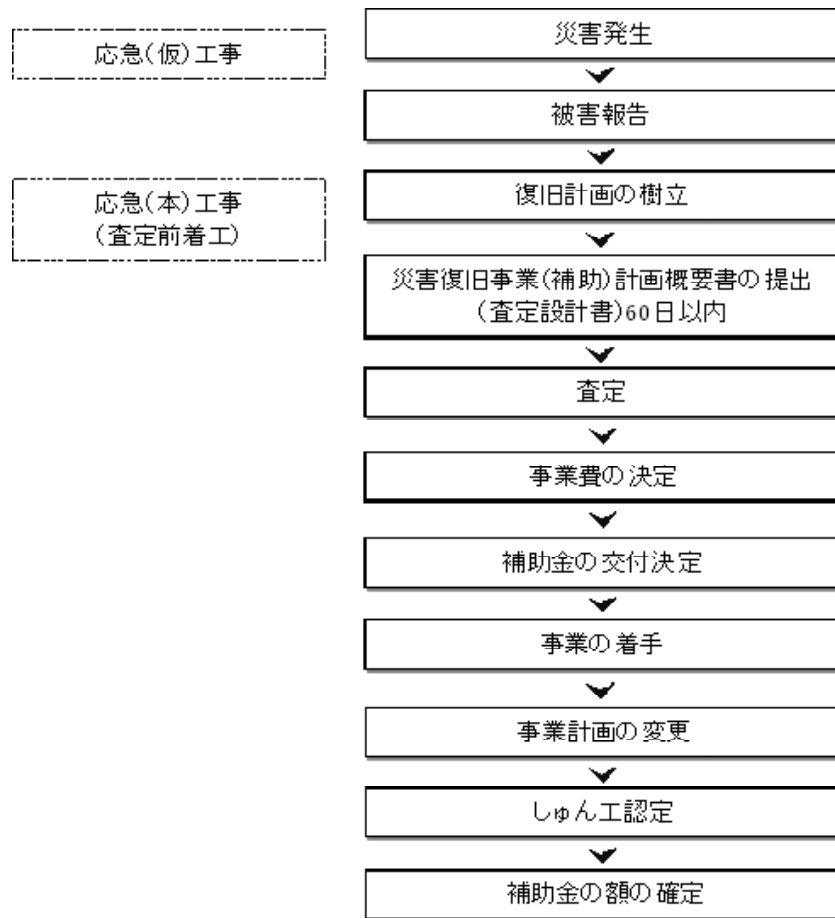 災害発生
応急(仮)工事
被害報告
復旧計画の樹立
応急(本)工事
(査定前着工)
災害復旧事業(補助)計画概要書の提出
(査定設計書)60日以内
査定
事業費の決定
補助金の交付決定
事業の着手
事業計画の変更
しゅん工認定
補助金の額の確定